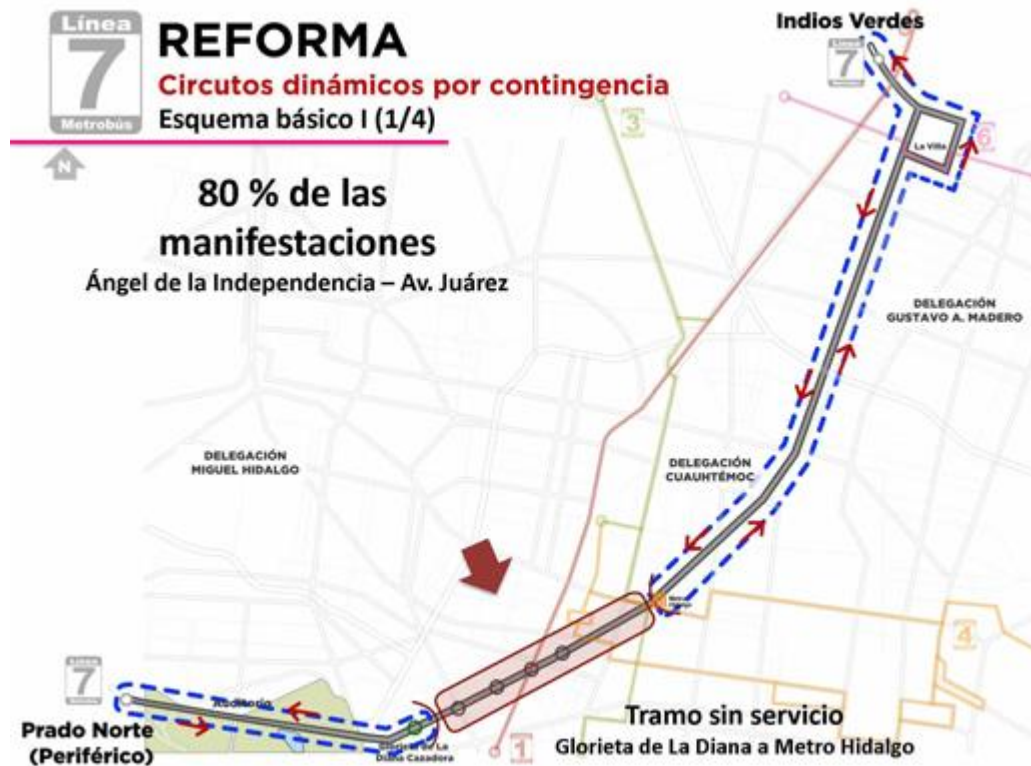 Línea
7
Metrobús
REFORMA
Circutos dinámicos por contingencia
Esquema básico I (1/4)
N
80 % de las
manifestaciones
Ángel de la Independencia – Av. Juárez
Indios Verdes
Línea
7
3
6
La Villa
DELEGACIÓN
GUSTAVO A. MADERO
DELEGACIÓN
MIGUEL HIDALGO
DELEGACIÓN
CUAUHTÉMOC
Metro
Hidalgo
4
Línea
7
Auditorio
Prado Norte
(Periférico)
Glorieta de La
Diana Cazadora
1
Tramo sin servicio
Glorieta de La Diana a Metro Hidalgo